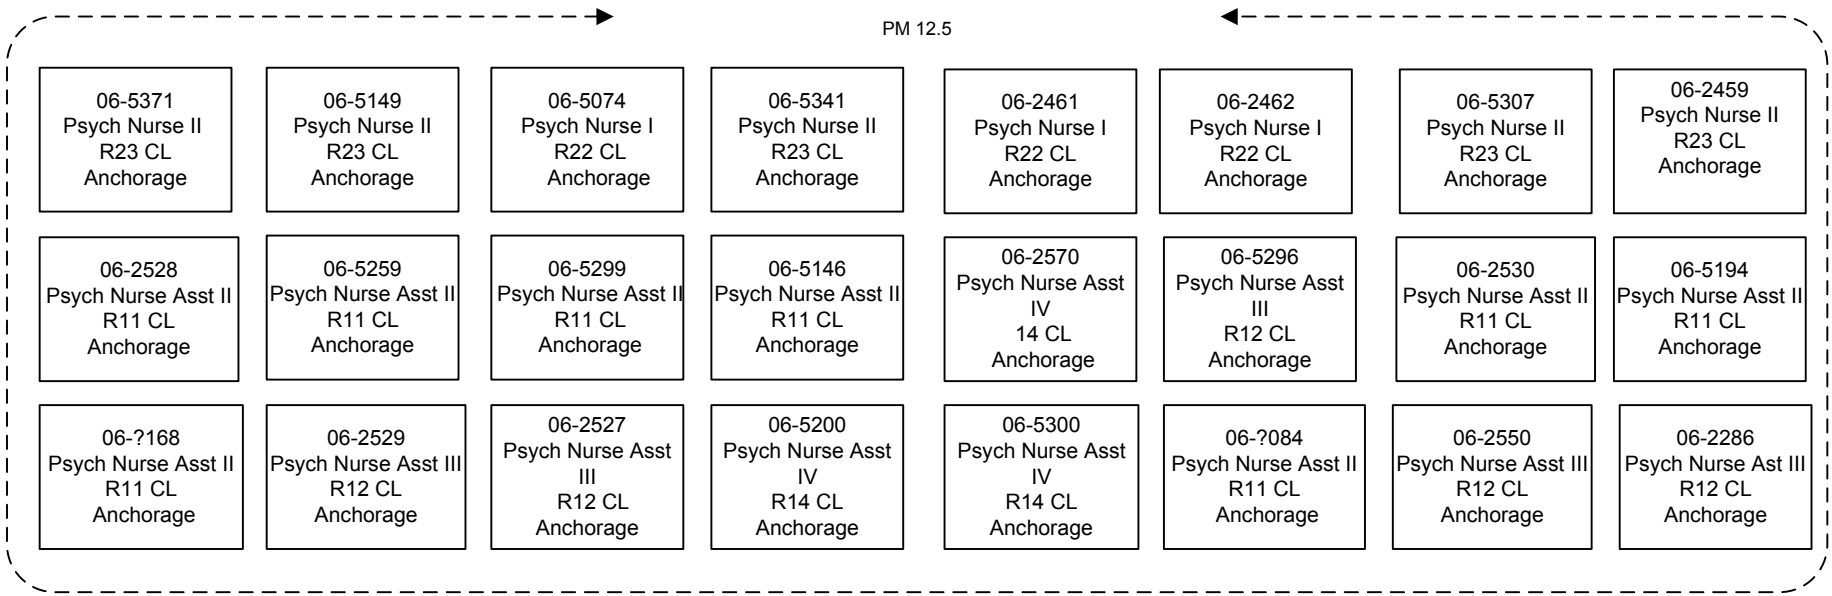 PM 12.5
06-5371
Psych Nurse II
R23 CL
Anchorage
06-5149
Psych Nurse II
R23 CL
Anchorage
06-5074
Psych Nurse I
R22 CL
Anchorage
06-5341
Psych Nurse II
R23 CL
Anchorage
06-2461
Psych Nurse I
R22 CL
Anchorage
06-2462
Psych Nurse I
R22 CL
Anchorage
06-5307
Psych Nurse II
R23 CL
Anchorage
06-2459
Psych Nurse II
R23 CL
Anchorage
06-2528
Psych Nurse Asst II
R11 CL
Anchorage
06-5259
Psych Nurse Asst II
R11 CL
Anchorage
06-5299
Psych Nurse Asst II
R11 CL
Anchorage
06-5146
Psych Nurse Asst II
R11 CL
Anchorage
06-2570
Psych Nurse Asst
IV
14 CL
Anchorage
06-5296
Psych Nurse Asst
III
R12 CL
Anchorage
06-2530
Psych Nurse Asst II
R11 CL
Anchorage
06-5194
Psych Nurse Asst II
R11 CL
Anchorage
06-?168
Psych Nurse Asst II
R11 CL
Anchorage
06-2529
Psych Nurse Asst III
R12 CL
Anchorage
06-2527
Psych Nurse Asst
III
R12 CL
Anchorage
06-5200
Psych Nurse Asst
IV
R14 CL
Anchorage
06-5300
Psych Nurse Asst
IV
R14 CL
Anchorage
06-?084
Psych Nurse Asst II
R11 CL
Anchorage
06-2550
Psych Nurse Asst III
R12 CL
Anchorage
06-2286
Psych Nurse Ast III
R12 CL
Anchorage